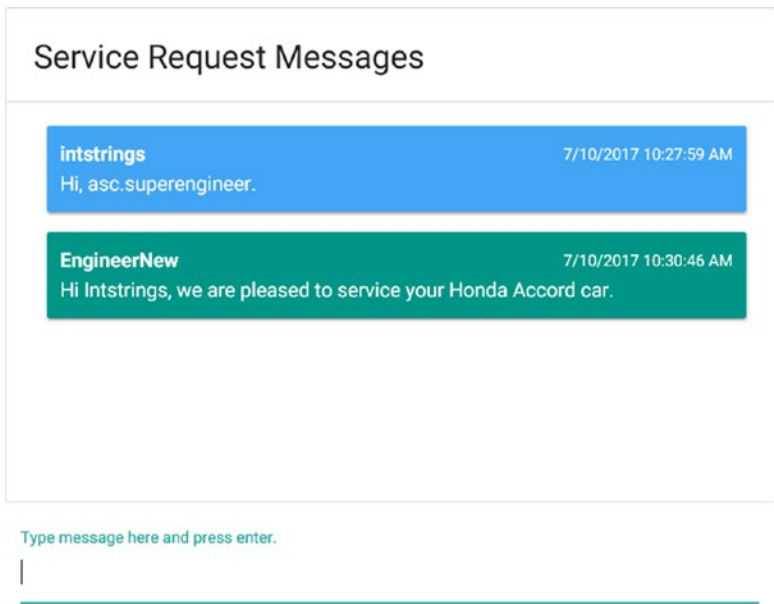 Service Request Messages
intstrings 7/10/2017 10:27:59 AM
Hi, asc.superengineer.
EngineerNew 7/10/2017 10:30:46 AM
Hi Intstrings, we are pleased to service your Honda Accord car.
Type message here and press enter.